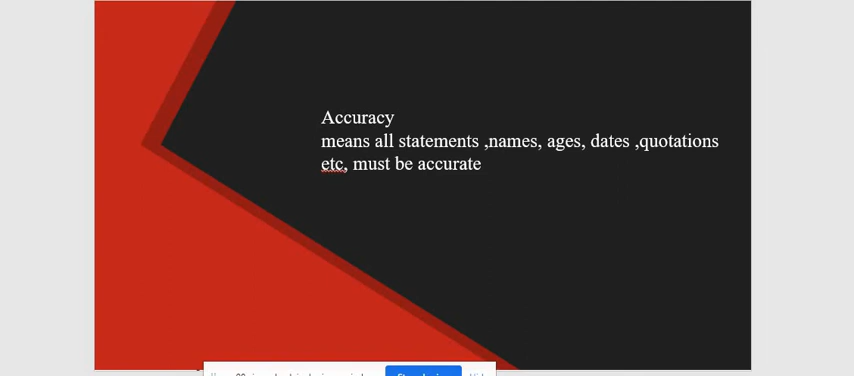 Accuracy
means all statements ,names, ages, dates ,quotations
etc, must be accurate